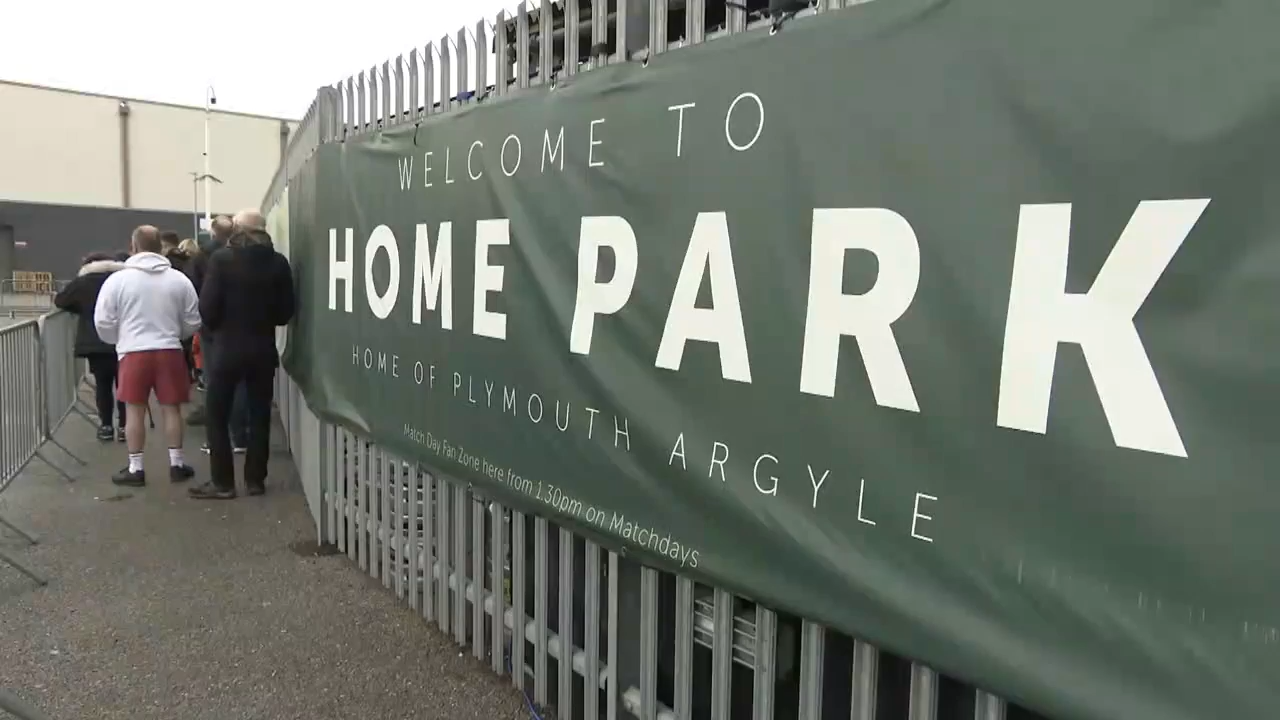 WELCOME TO
HOME PARK
HOME OF PLYMOUTH ARGYLE
Match Day Fan Zone here from 1.30pm on Matchdays